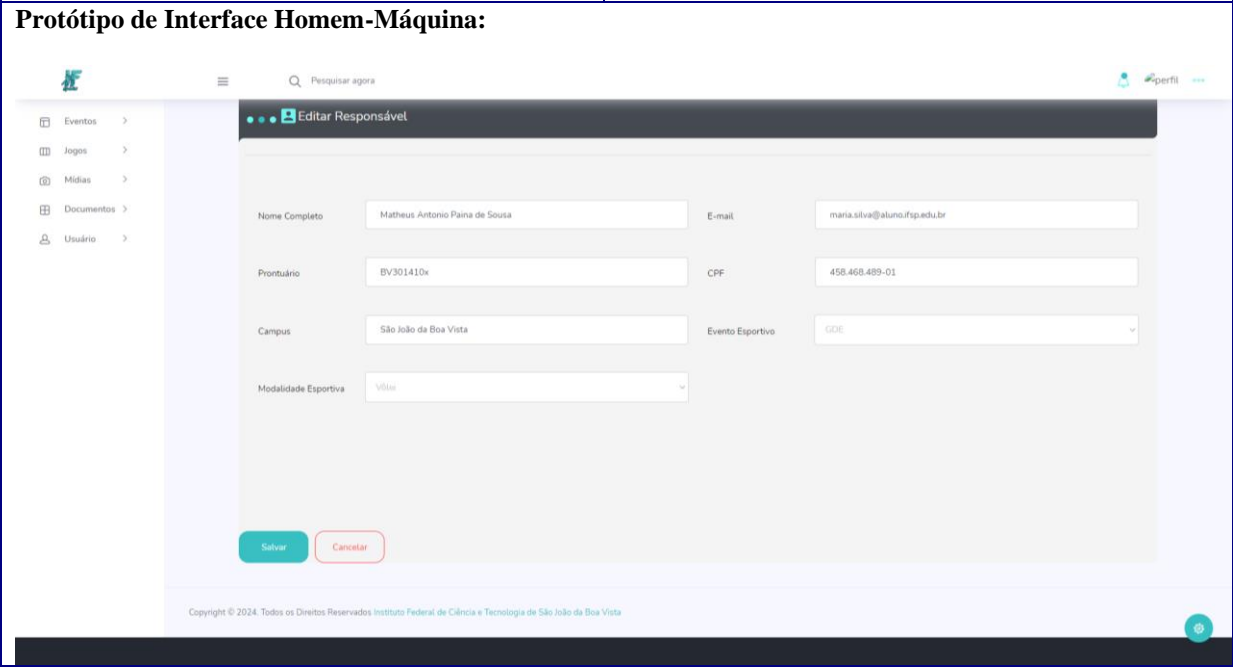 Protótipo de Interface Homem-Máquina:
Pesquisar agora
perfil
Eventos
Jogos
Mídias
Documentos
Usuário
Editar Responsável
Nome Completo
Matheus Antonio Paina de Sousa
E-mail
maria.silva@aluno.ifsp.edu.br
Prontuário
BV301410x
CPF
458.468.489-01
Campus
São João da Boa Vista
Evento Esportivo
GDE
Modalidade Esportiva
Vôlei
Salvar
Cancelar
Copyright © 2024. Todos os Direitos Reservados Instituto Federal de Ciência e Tecnologia de São João da Boa Vista